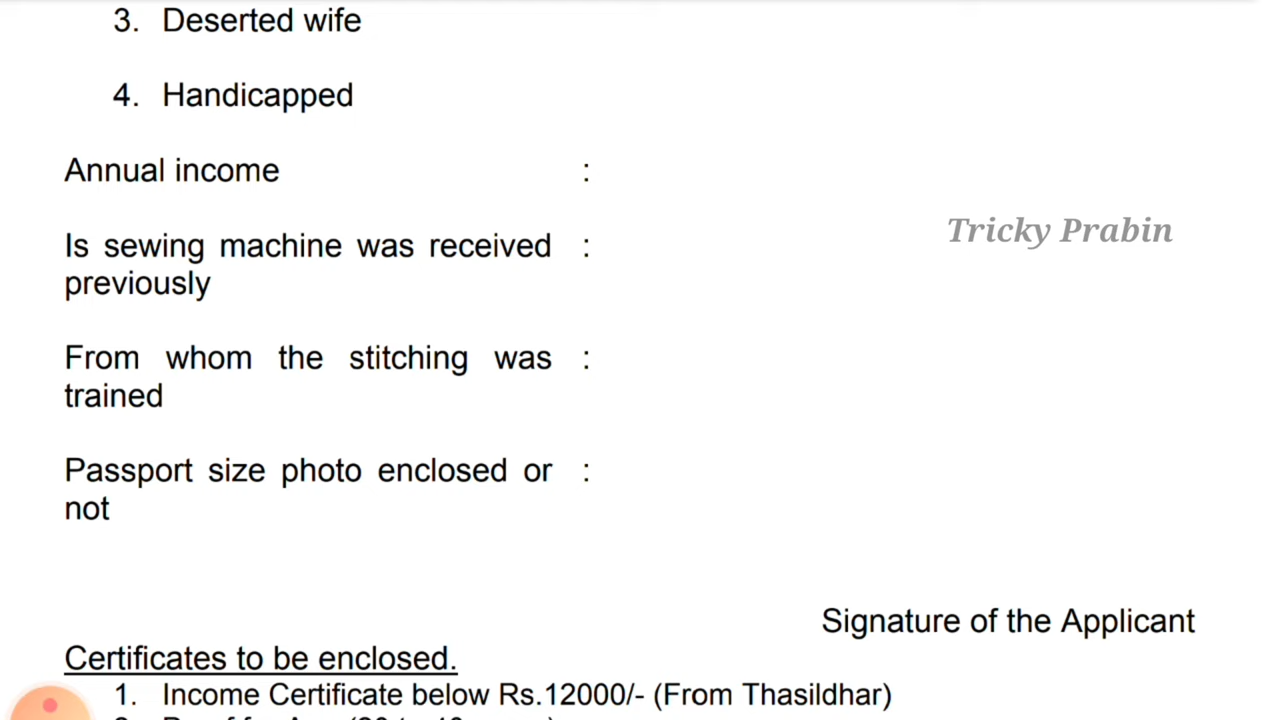 3. Deserted wife
4. Handicapped
Annual income :
Tricky Prabin
Is sewing machine was received :
previously
From whom the stitching was :
trained
Passport size photo enclosed or :
not
Signature of the Applicant
Certificates to be enclosed.
1. Income Certificate below Rs.12000/- (From Thasildhar)